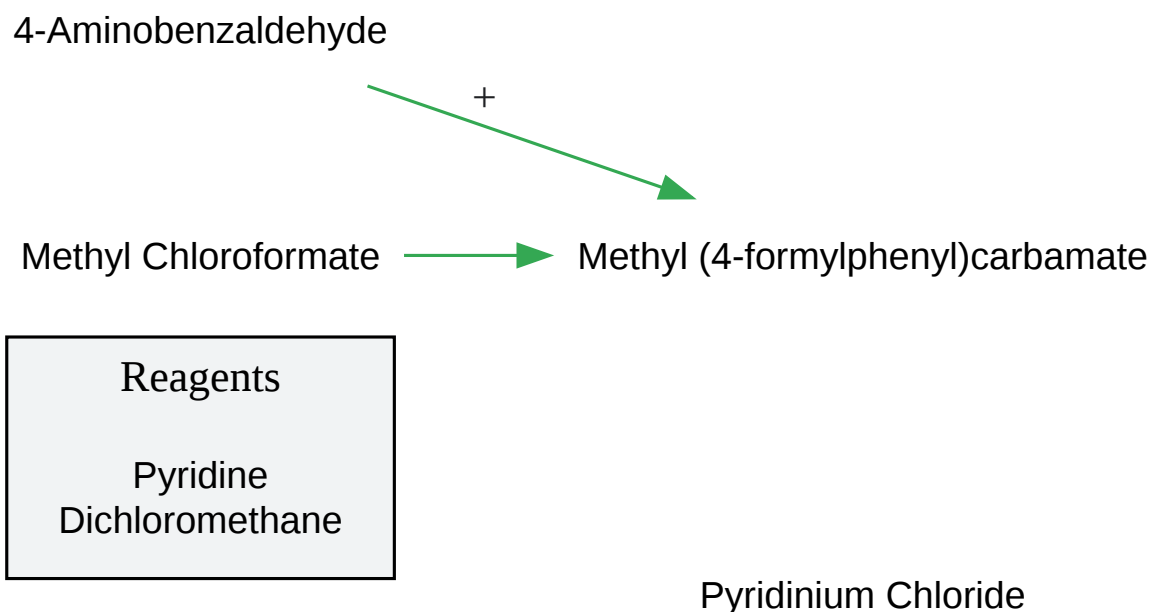 4-Aminobenzaldehyde
+
Methyl Chloroformate
Methyl (4-formylphenyl)carbamate
Reagents
Pyridine
Dichloromethane
Pyridinium Chloride